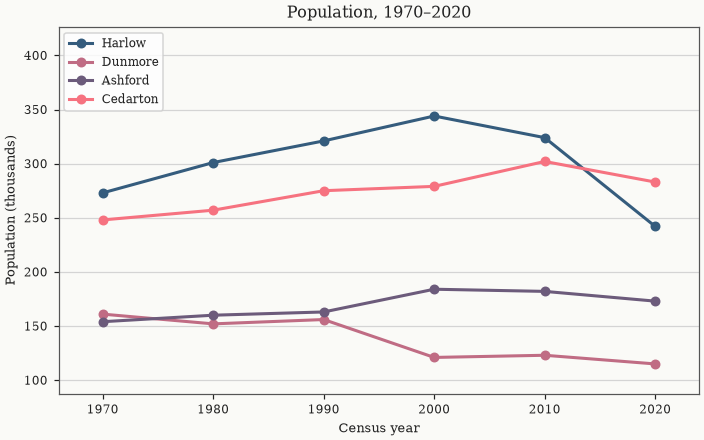 Population, 1970–2020
Harlow
Dunmore
Ashford
Cedarton
Population (thousands)
400
350
300
250
200
150
100
1970 1980 1990 2000 2010 2020
Census year